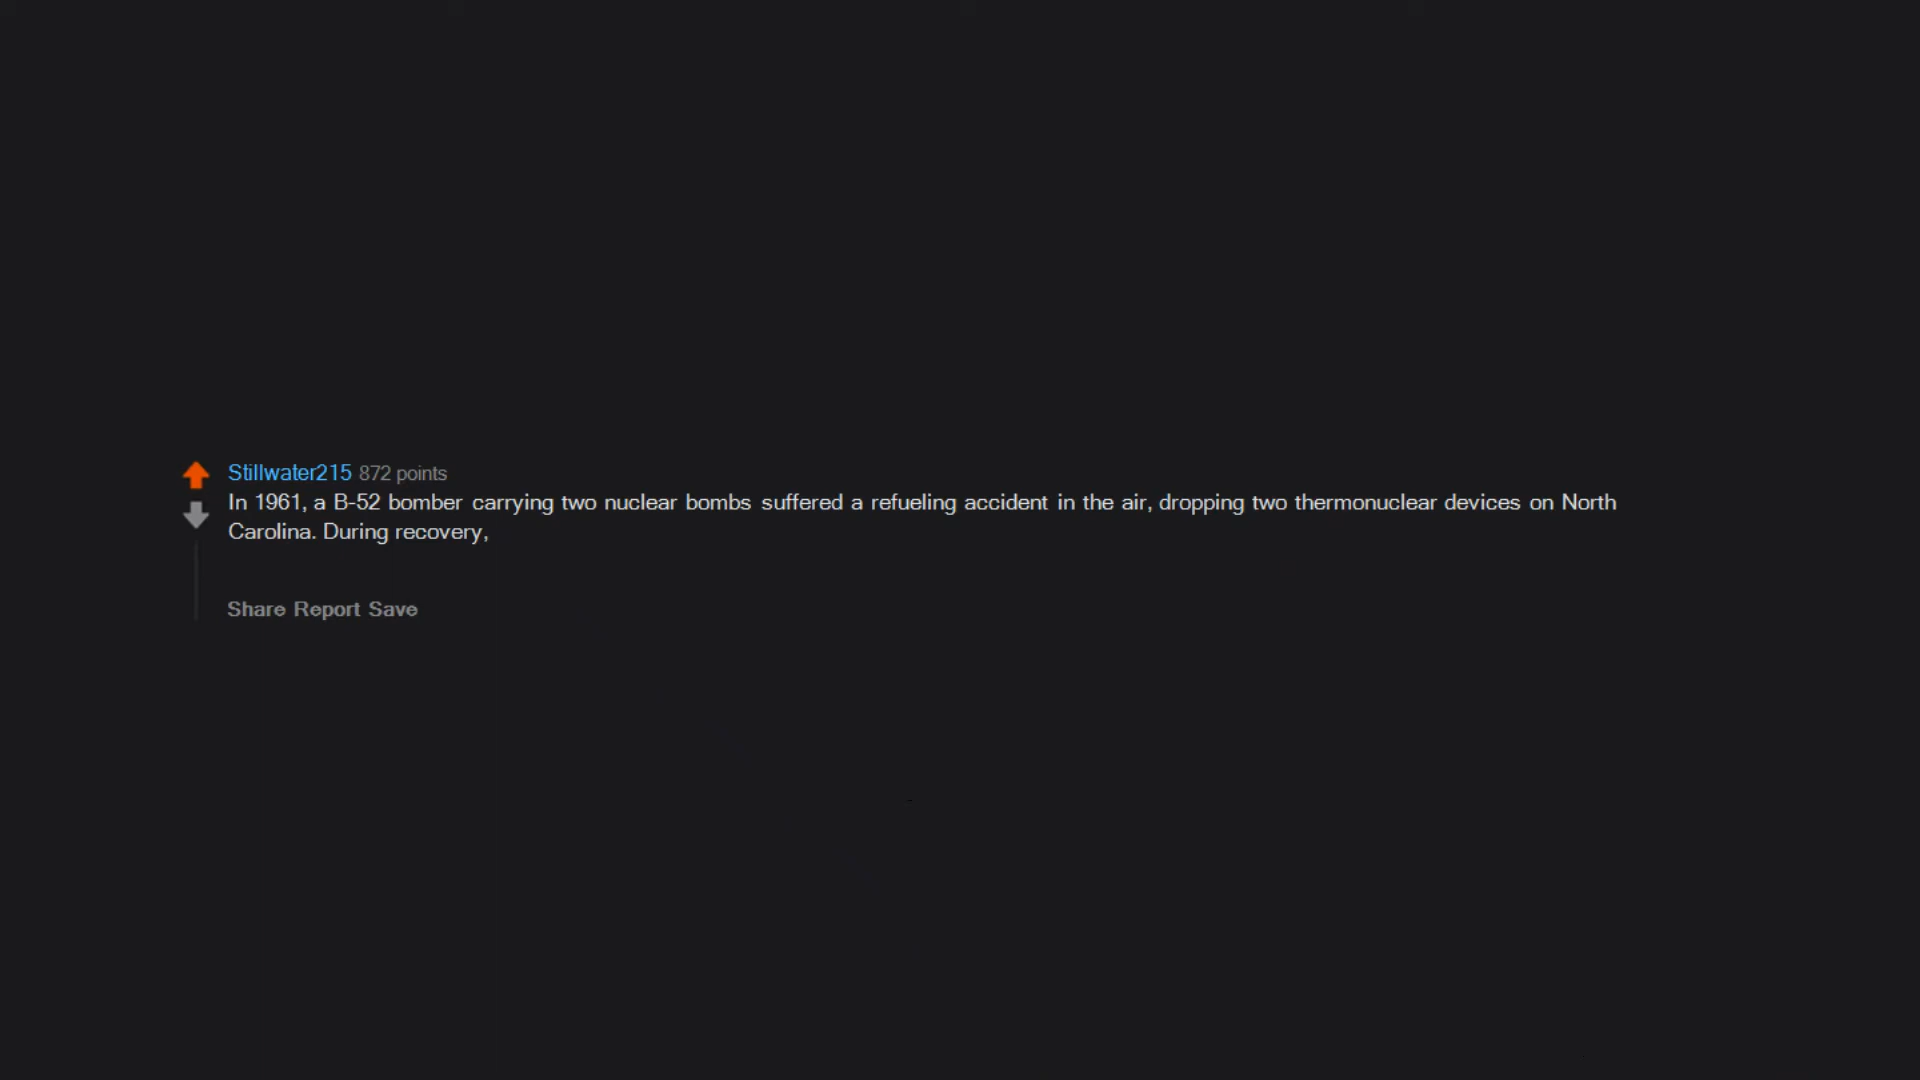 Stillwater215 872 points
In 1961, a B-52 bomber carrying two nuclear bombs suffered a refueling accident in the air, dropping two thermonuclear devices on North
Carolina. During recovery,
Share Report Save